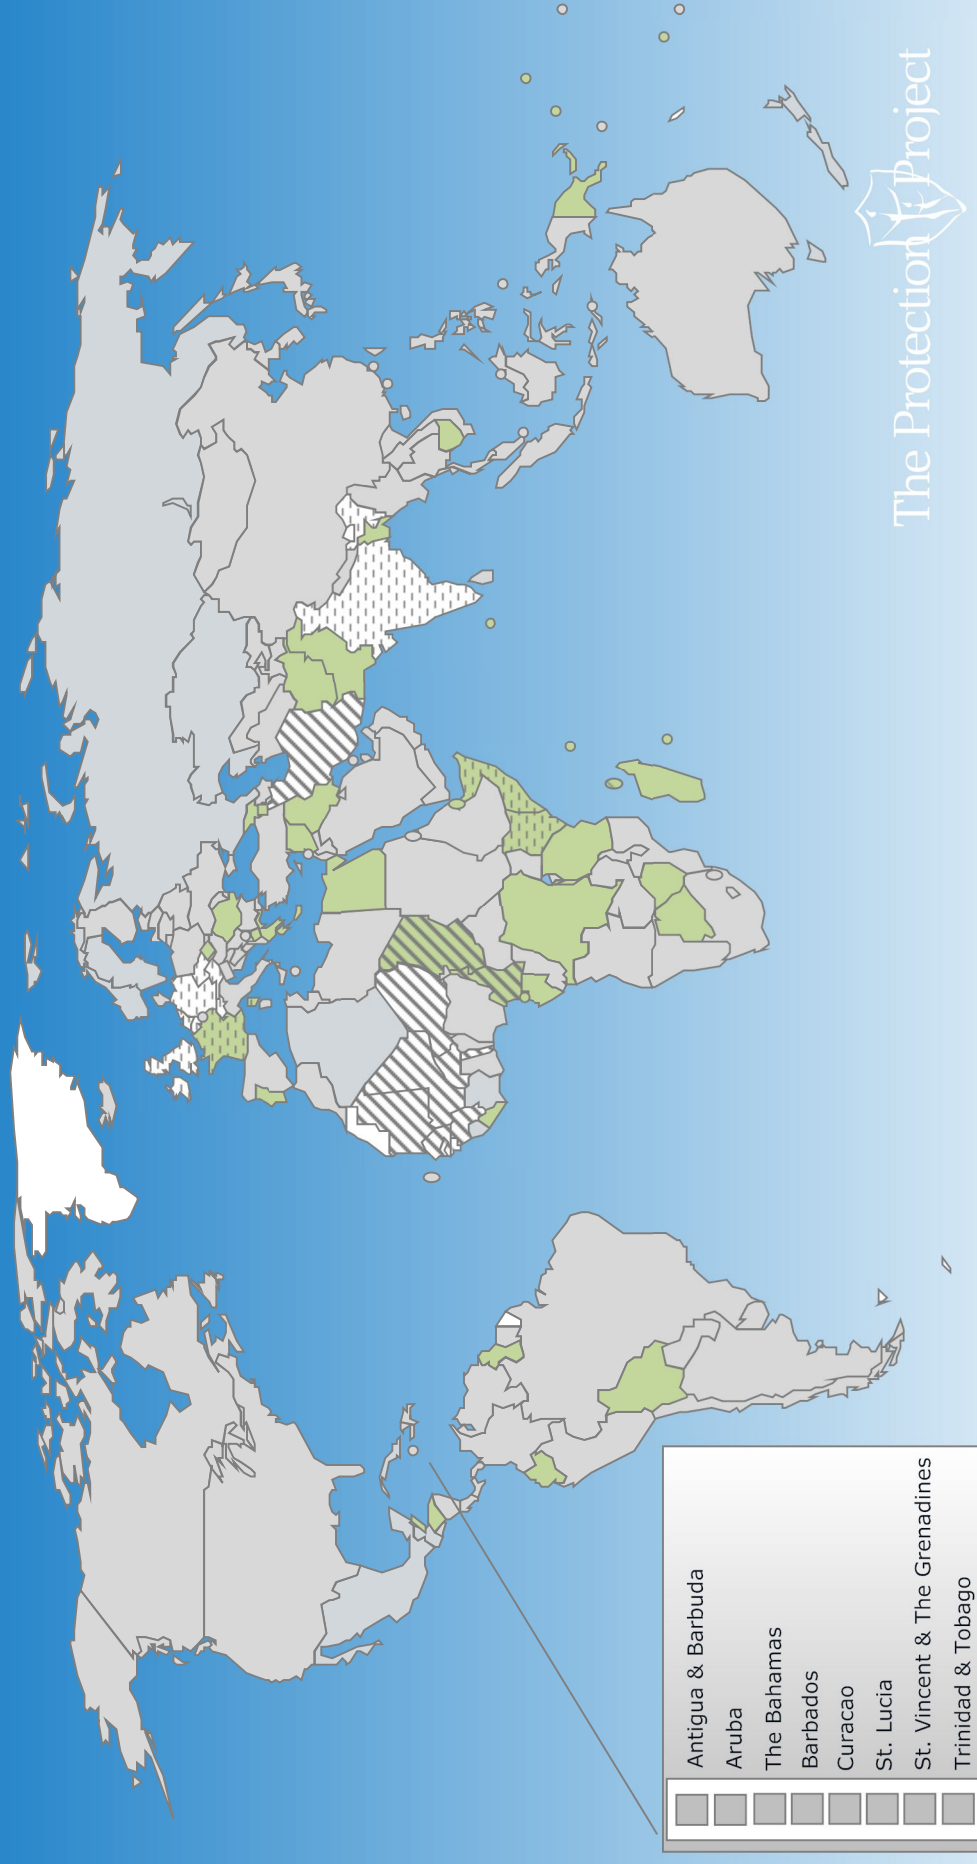 The Protection Project
Antigua & Barbuda
Aruba
The Bahamas
Barbados
Curacao
St. Lucia
St. Vincent & The Grenadines
Trinidad & Tobago